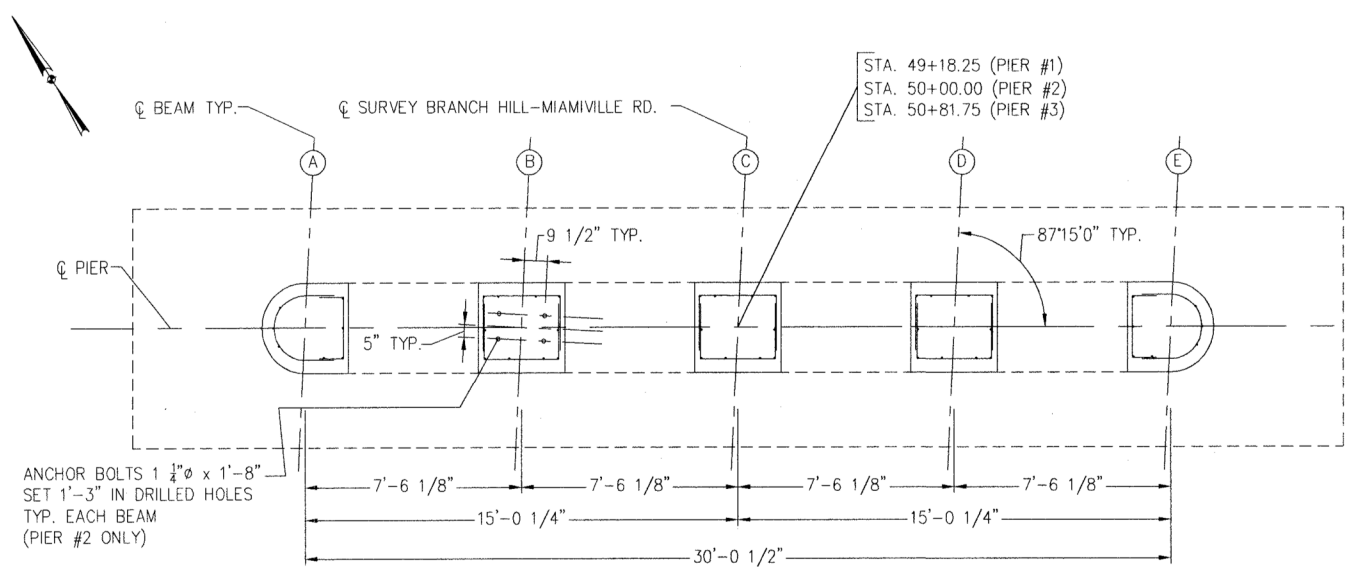 STA. 49+18.25 (PIER #1)
STA. 50+00.00 (PIER #2)
STA. 50+81.75 (PIER #3)
℄ BEAM TYP.
℄ SURVEY BRANCH HILL-MIAMIVILLE RD.
A
B
C
D
E
9 1/2" TYP.
87°15'0" TYP.
℄ PIER
5" TYP.
ANCHOR BOLTS 1 1/4"ø x 1'-8"
SET 1'-3" IN DRILLED HOLES
TYP. EACH BEAM
(PIER #2 ONLY)
7'-6 1/8"
7'-6 1/8"
7'-6 1/8"
7'-6 1/8"
15'-0 1/4"
15'-0 1/4"
30'-0 1/2"